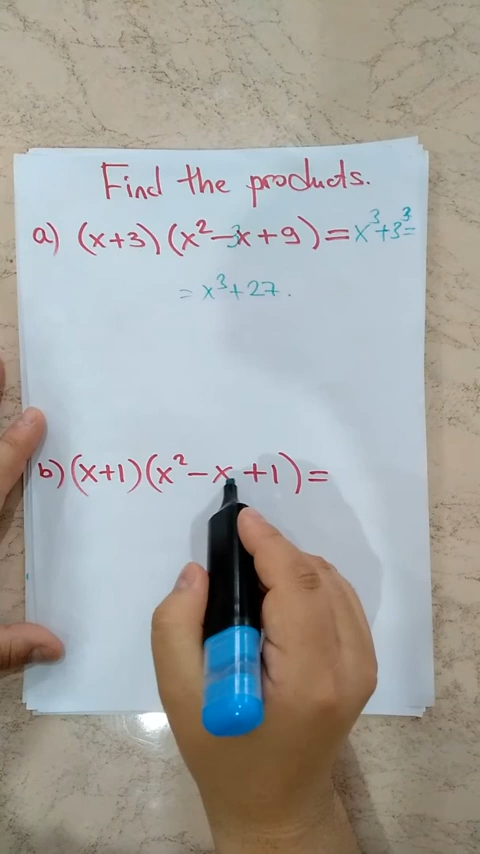 Find the products.
a) (x+3)(x²-3x+9)=x³+3³=
=x³+27.
b)(x+1)(x²-x+1)=